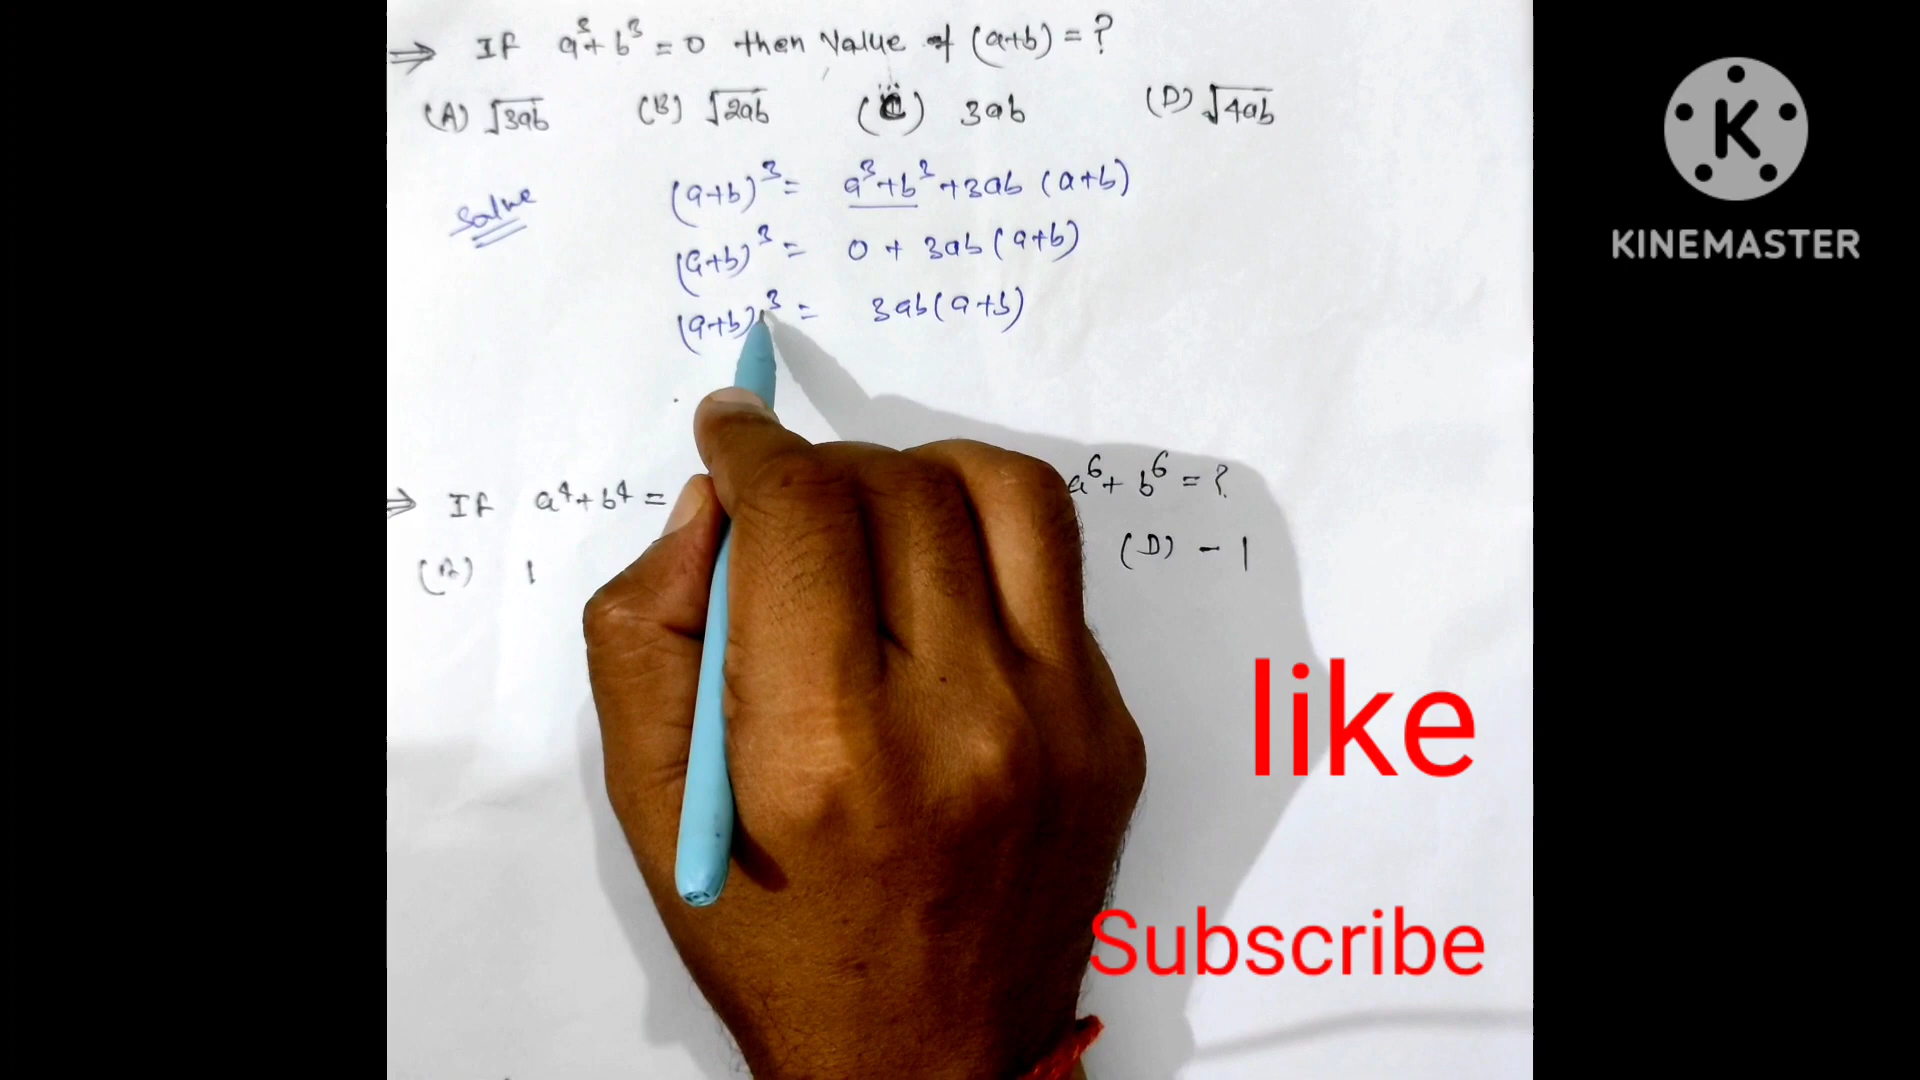 ⇒ If a³+b³=0 then Value of (a+b)=?
(A) √3ab (B) √2ab (C) 3ab (D) √4ab
Solve
(a+b)³= a³+b³+3ab(a+b)
(a+b)³= 0+3ab(a+b)
(a+b)³= 3ab(a+b)
⇒ If a⁴+b⁴= a⁶+b⁶=?
(A) 1 (D) -1
K
KINEMASTER
like
Subscribe